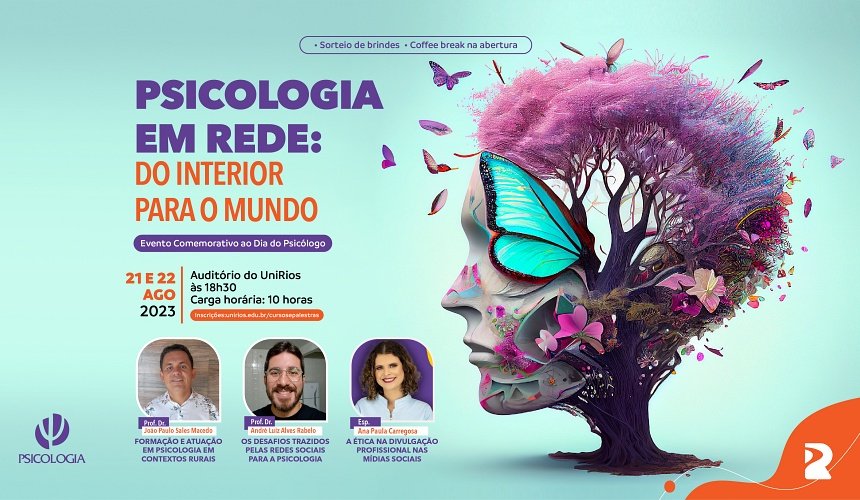 • Sorteio de brindes • Coffee break na abertura
PSICOLOGIA
EM REDE:
DO INTERIOR
PARA O MUNDO
Evento Comemorativo ao Dia do Psicólogo
21 E 22
AGO
2023
Auditório do UniRios
às 18h30
Carga horária: 10 horas
inscrições:unirios.edu.br/cursosepalestras
Prof. Dr.
João Paulo Sales Macedo
FORMAÇÃO E ATUAÇÃO
EM PSICOLOGIA EM
CONTEXTOS RURAIS
Prof. Dr.
André Luiz Alves Rabelo
OS DESAFIOS TRAZIDOS
PELAS REDES SOCIAIS
PARA A PSICOLOGIA
Esp.
Ana Paula Carregosa
A ÉTICA NA DIVULGAÇÃO
PROFISSIONAL NAS
MÍDIAS SOCIAIS
PSICOLOGIA